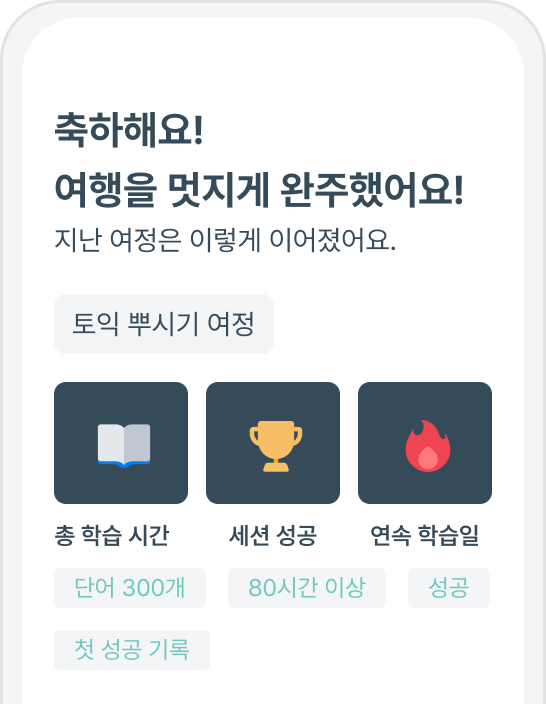 축하해요!
여행을 멋지게 완주했어요!
지난 여정은 이렇게 이어졌어요.
토익 뿌시기 여정
총 학습 시간 세션 성공 연속 학습일
단어 300개 80시간 이상 성공
첫 성공 기록